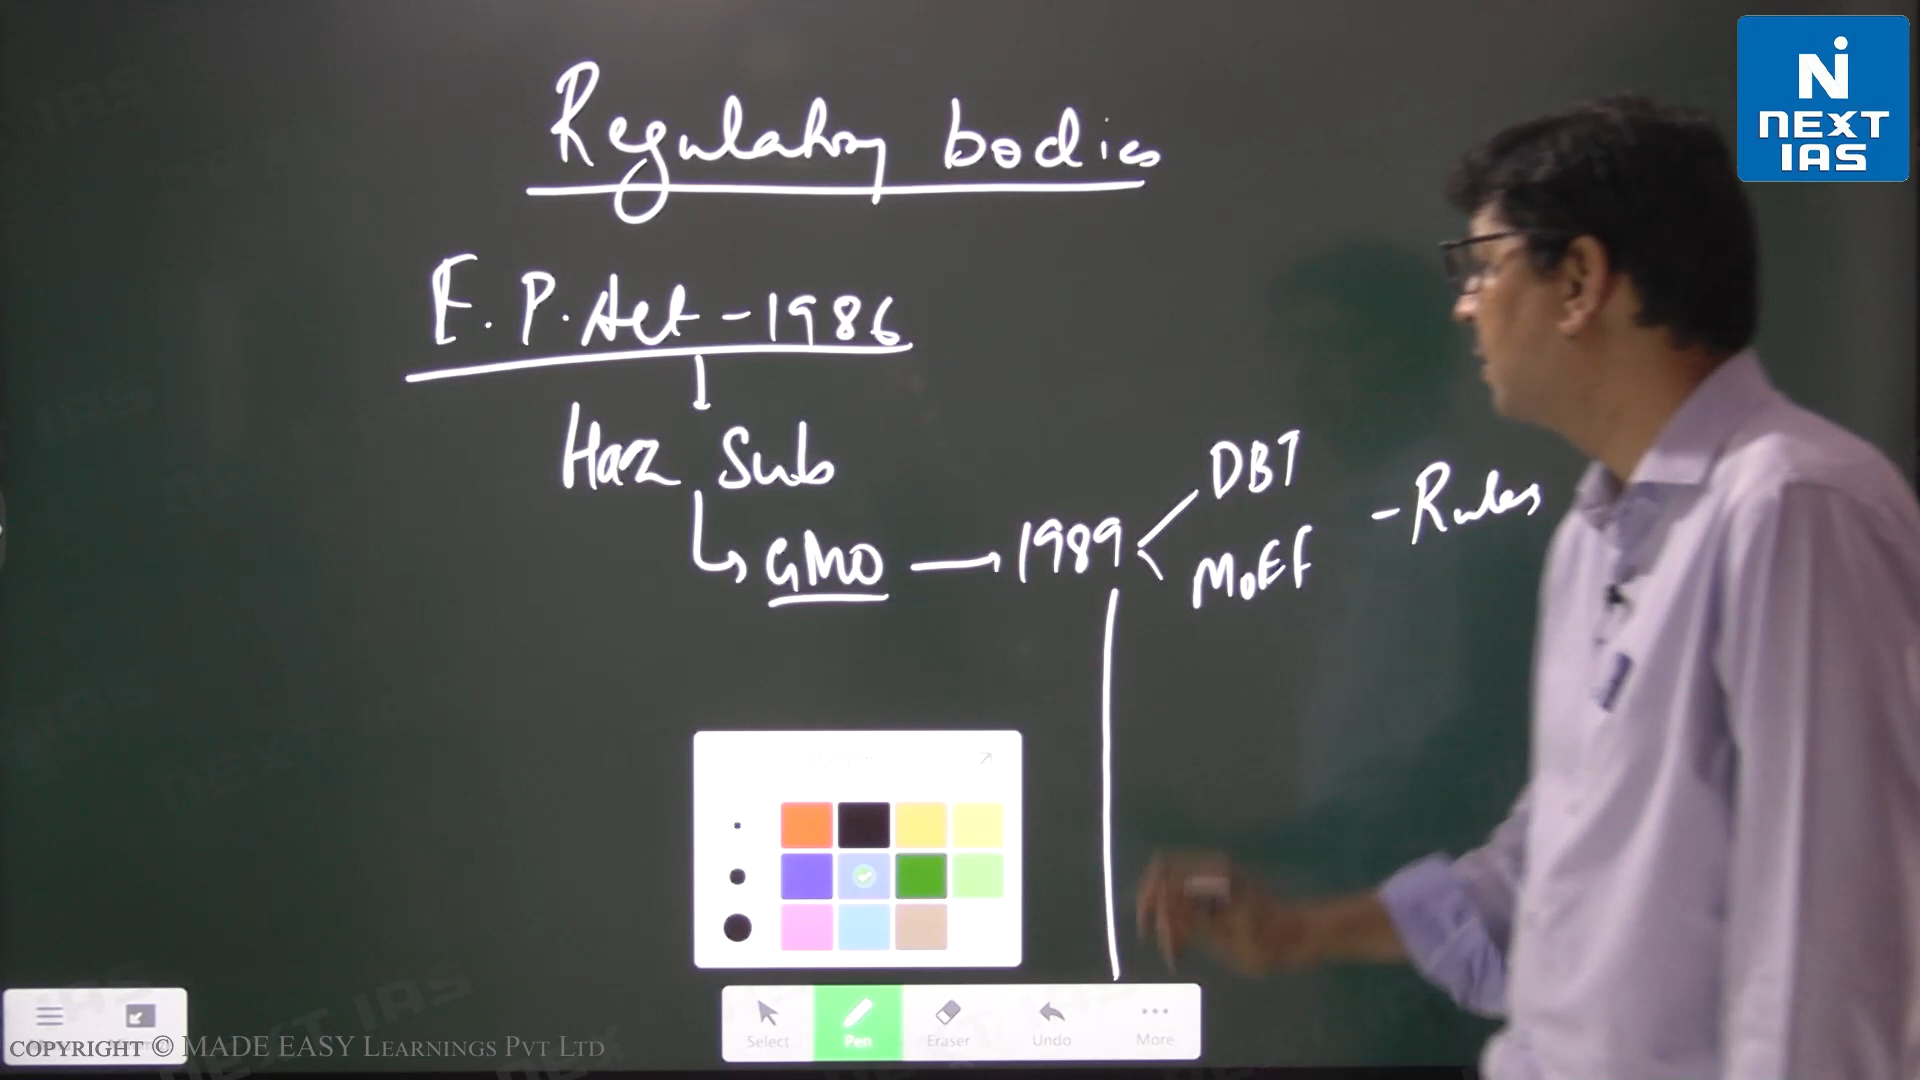 NEXT
IAS
Regulatory bodies
E. P. Act - 1986
Haz Sub
DBT
- Rules
GMO → 1989
MoEF
Select
Pen
Eraser
Undo
More
COPYRIGHT © MADE EASY LEARNINGS PVT LTD